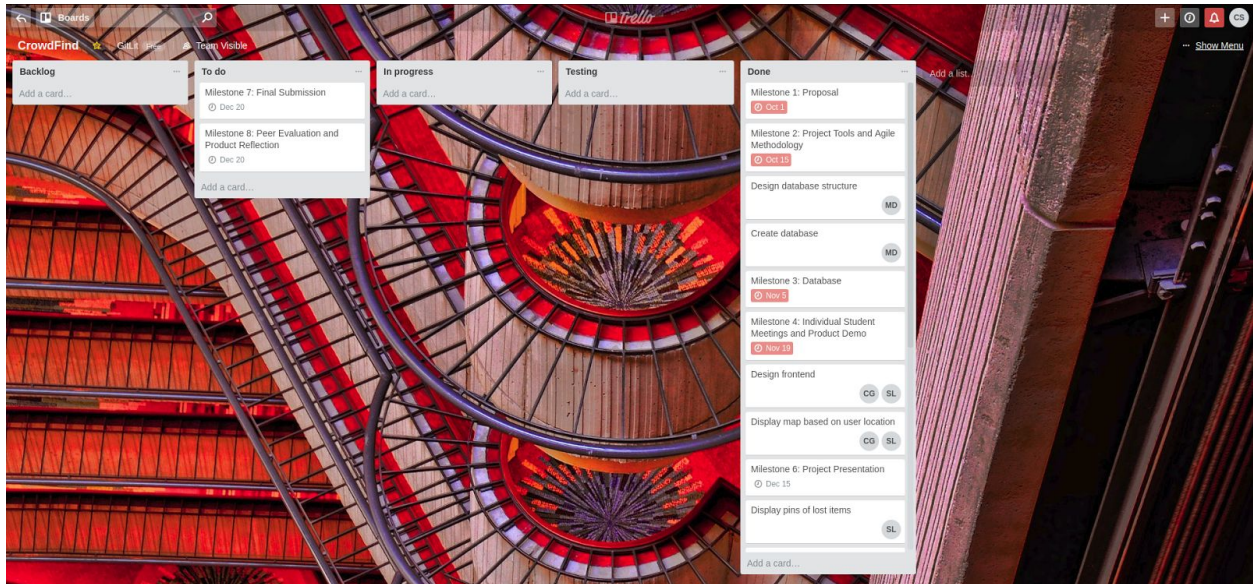 Boards
Trello
CS
CrowdFind
GitLit
Free
Team Visible
Show Menu
Backlog
Add a card…
To do
Milestone 7: Final Submission
Dec 20
Milestone 8: Peer Evaluation and
Product Reflection
Dec 20
Add a card…
In progress
Add a card…
Testing
Add a card…
Done
Milestone 1: Proposal
Oct 1
Milestone 2: Project Tools and Agile
Methodology
Oct 15
Design database structure
MD
Create database
MD
Milestone 3: Database
Nov 5
Milestone 4: Individual Student
Meetings and Product Demo
Nov 19
Design frontend
CG SL
Display map based on user location
CG SL
Milestone 6: Project Presentation
Dec 15
Display pins of lost items
SL
Add a card…
Add a list…